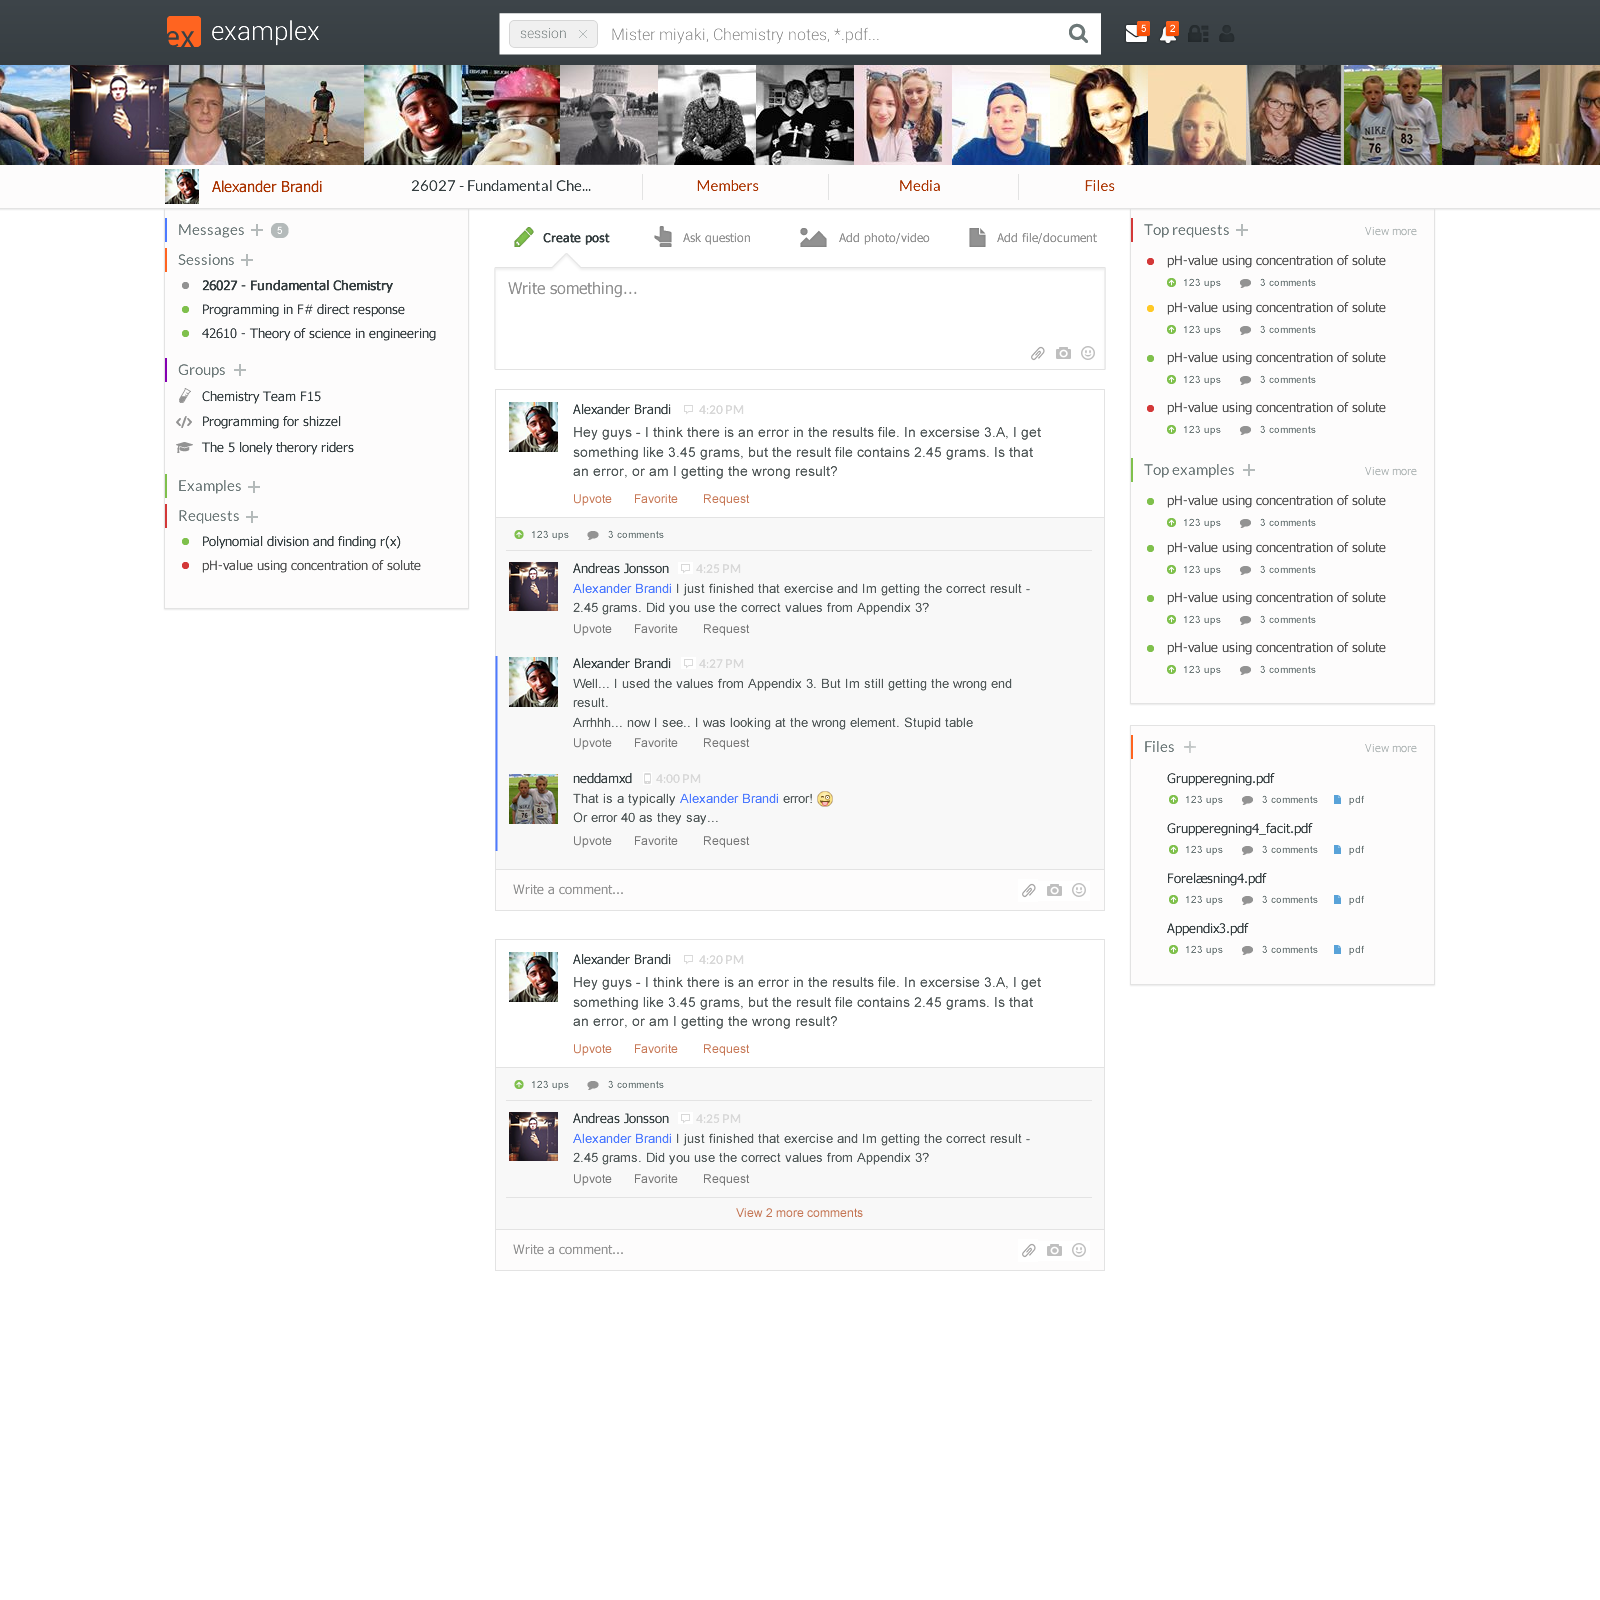 ex examplex
session × Mister miyaki, Chemistry notes, *.pdf...
5 2
NIKE
76
83
Alexander Brandi
26027 - Fundamental Che...
Members
Media
Files
Messages 5
Sessions
26027 - Fundamental Chemistry
Programming in F# direct response
42610 - Theory of science in engineering
Groups
Chemistry Team F15
Programming for shizzel
The 5 lonely therory riders
Examples
Requests
Polynomial division and finding r(x)
pH-value using concentration of solute
Create post
Ask question
Add photo/video
Add file/document
Write something...
Alexander Brandi 4:20 PM
Hey guys - I think there is an error in the results file. In excersise 3.A, I get
something like 3.45 grams, but the result file contains 2.45 grams. Is that
an error, or am I getting the wrong result?
Upvote Favorite Request
123 ups 3 comments
Andreas Jonsson 4:25 PM
Alexander Brandi I just finished that exercise and Im getting the correct result -
2.45 grams. Did you use the correct values from Appendix 3?
Upvote Favorite Request
Alexander Brandi 4:27 PM
Well... I used the values from Appendix 3. But Im still getting the wrong end
result.
Arrhhh... now I see.. I was looking at the wrong element. Stupid table
Upvote Favorite Request
neddamxd 4:00 PM
That is a typically Alexander Brandi error! 😜
Or error 40 as they say...
Upvote Favorite Request
Write a comment...
Alexander Brandi 4:20 PM
Hey guys - I think there is an error in the results file. In excersise 3.A, I get
something like 3.45 grams, but the result file contains 2.45 grams. Is that
an error, or am I getting the wrong result?
Upvote Favorite Request
123 ups 3 comments
Andreas Jonsson 4:25 PM
Alexander Brandi I just finished that exercise and Im getting the correct result -
2.45 grams. Did you use the correct values from Appendix 3?
Upvote Favorite Request
View 2 more comments
Write a comment...
Top requests View more
pH-value using concentration of solute
123 ups 3 comments
pH-value using concentration of solute
123 ups 3 comments
pH-value using concentration of solute
123 ups 3 comments
pH-value using concentration of solute
123 ups 3 comments
Top examples View more
pH-value using concentration of solute
123 ups 3 comments
pH-value using concentration of solute
123 ups 3 comments
pH-value using concentration of solute
123 ups 3 comments
pH-value using concentration of solute
123 ups 3 comments
Files View more
Grupperegning.pdf
123 ups 3 comments pdf
Grupperegning4_facit.pdf
123 ups 3 comments pdf
Forelæsning4.pdf
123 ups 3 comments pdf
Appendix3.pdf
123 ups 3 comments pdf